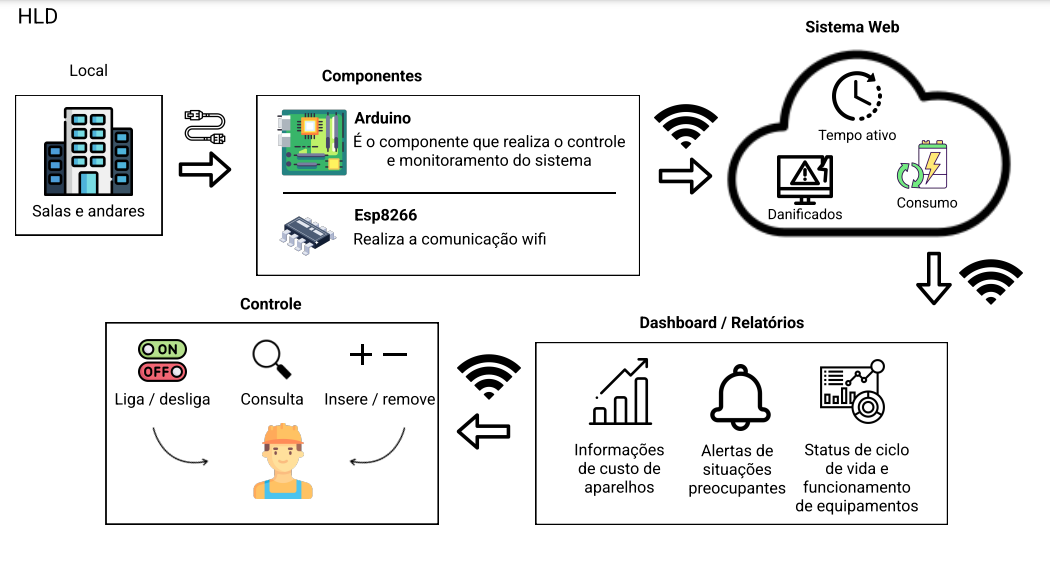 HLD
Local
Salas e andares
Componentes
Arduino
É o componente que realiza o controle
e monitoramento do sistema
Esp8266
Realiza a comunicação wifi
Sistema Web
Tempo ativo
Danificados
Consumo
Dashboard / Relatórios
Informações
de custo de
aparelhos
Alertas de
situações
preocupantes
Status de ciclo
de vida e
funcionamento
de equipamentos
Controle
ON
OFF
Liga / desliga
Consulta
Insere / remove